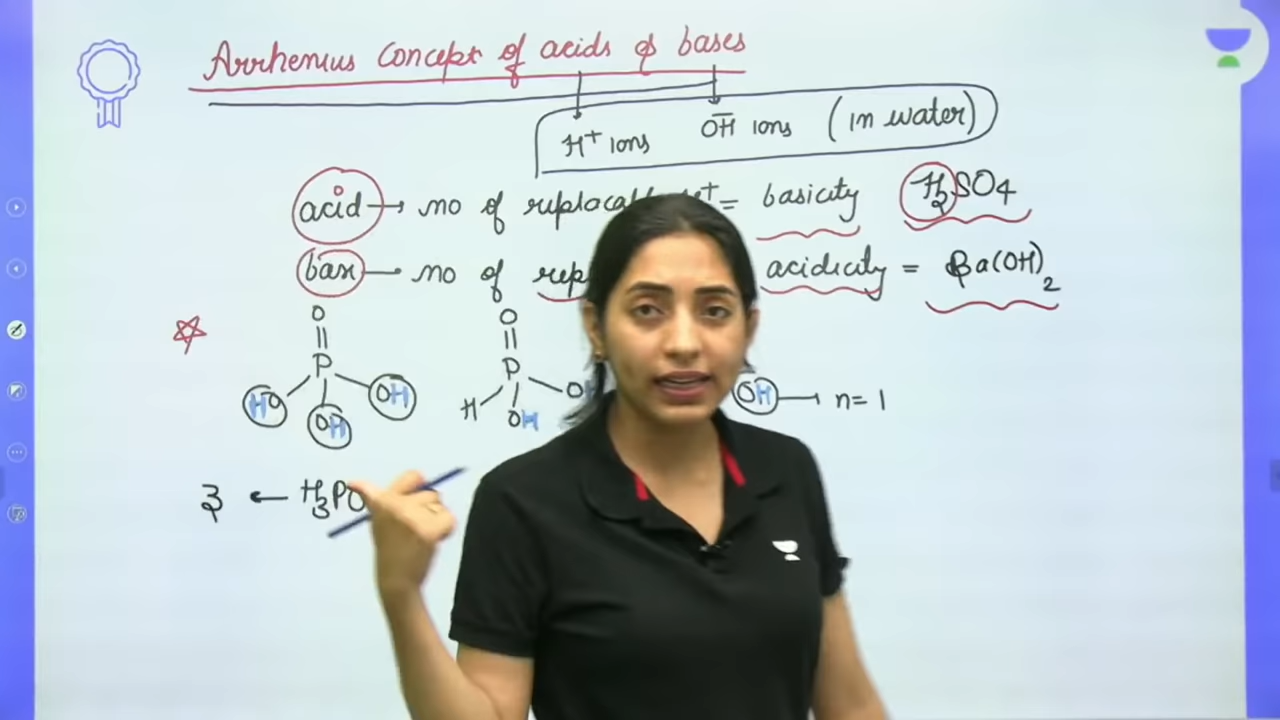 Arrhenius Concept of acids & bases
H+ ions OH- ions (in water)
acid → no of H+ = basicity H2SO4
base → no of acidicity = Ba(OH)2
O O
P P
HO OH H O OH → n= 1
OH OH
3 ← H3PO